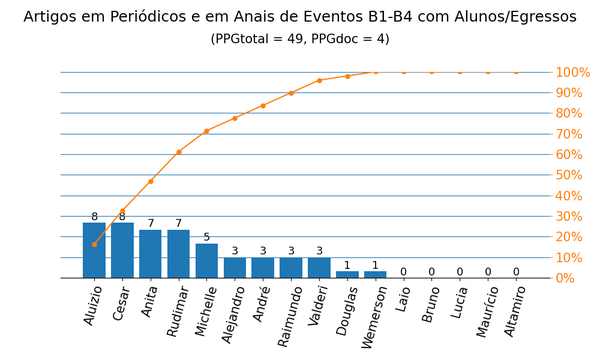 Artigos em Periódicos e em Anais de Eventos B1-B4 com Alunos/Egressos
(PPGtotal = 49, PPGdoc = 4)
100%
90%
80%
70%
60%
50%
40%
30%
20%
10%
0%
8 8 7 7 5 3 3 3 3 1 1 0 0 0 0 0
Aluizio Cesar Anita Rudimar Michelle Alejandro André Raimundo Valderi Douglas Wemerson Laio Bruno Lucia Maurício Altamiro